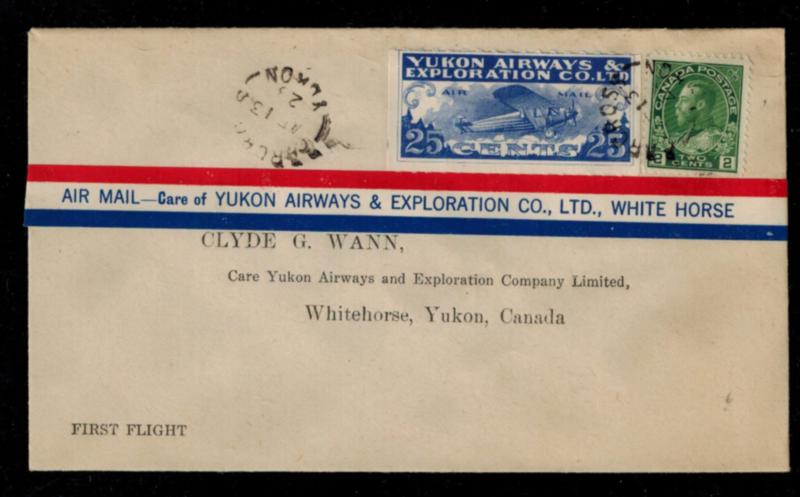 YUKON AIRWAYS &
EXPLORATION CO. LTD
AIR MAIL
25 CENTS 25
CANADA POSTAGE
2 TWO CENTS 2
YUKON
AIR MAIL—Care of YUKON AIRWAYS & EXPLORATION CO., LTD., WHITE HORSE
CLYDE G. WANN,
Care Yukon Airways and Exploration Company Limited,
Whitehorse, Yukon, Canada
FIRST FLIGHT